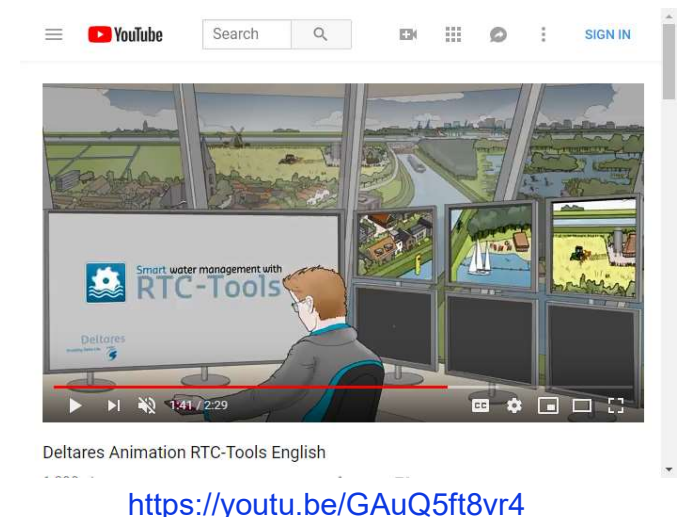 YouTube
Search
SIGN IN
Smart water management with
RTC-Tools
Deltares
1:41 / 2:29
CC
Deltares Animation RTC-Tools English
https://youtu.be/GAuQ5ft8vr4